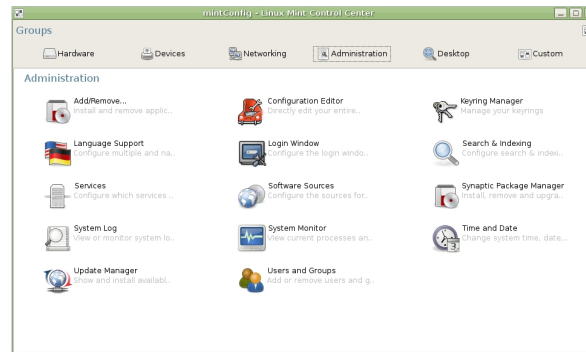 mintConfig - Linux Mint Control Center
Groups
Hardware
Devices
Networking
Administration
Desktop
Custom
Administration
Add/Remove...
Install and remove applic..
Configuration Editor
Directly edit your entire..
Keyring Manager
Manage your keyrings
Language Support
Configure multiple and na..
Login Window
Configure the login windo..
Search & Indexing
Configure search & indexi..
Services
Configure which services ..
Software Sources
Configure the sources for..
Synaptic Package Manager
Install, remove and upgra..
System Log
View or monitor system lo..
System Monitor
View current processes an..
Time and Date
Change system time, date,..
Update Manager
Show and install availabl..
Users and Groups
Add or remove users and g..